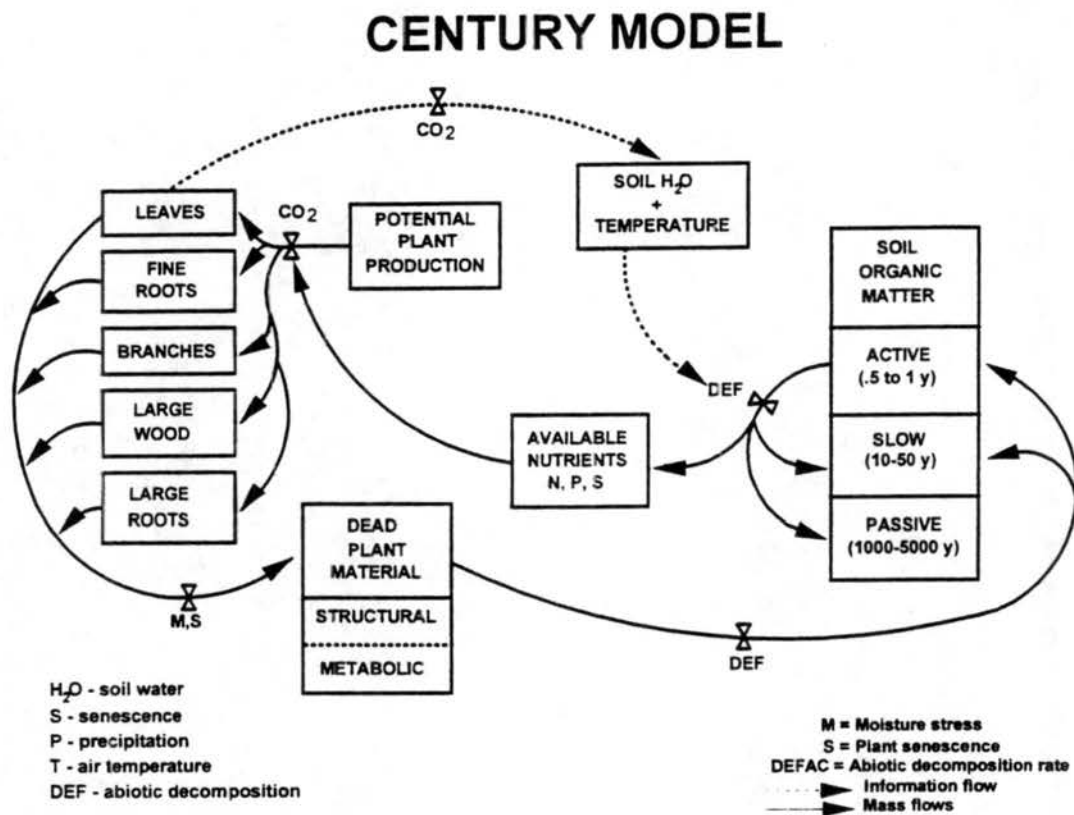 CENTURY MODEL
CO2
LEAVES
FINE
ROOTS
BRANCHES
LARGE
WOOD
LARGE
ROOTS
CO2
POTENTIAL
PLANT
PRODUCTION
SOIL H2O
+
TEMPERATURE
SOIL
ORGANIC
MATTER
ACTIVE
(.5 to 1 y)
SLOW
(10-50 y)
PASSIVE
(1000-5000 y)
DEF
AVAILABLE
NUTRIENTS
N, P, S
DEAD
PLANT
MATERIAL
STRUCTURAL
METABOLIC
M,S
DEF
H2O - soil water
S - senescence
P - precipitation
T - air temperature
DEF - abiotic decomposition
M = Moisture stress
S = Plant senescence
DEFAC = Abiotic decomposition rate
Information flow
Mass flows